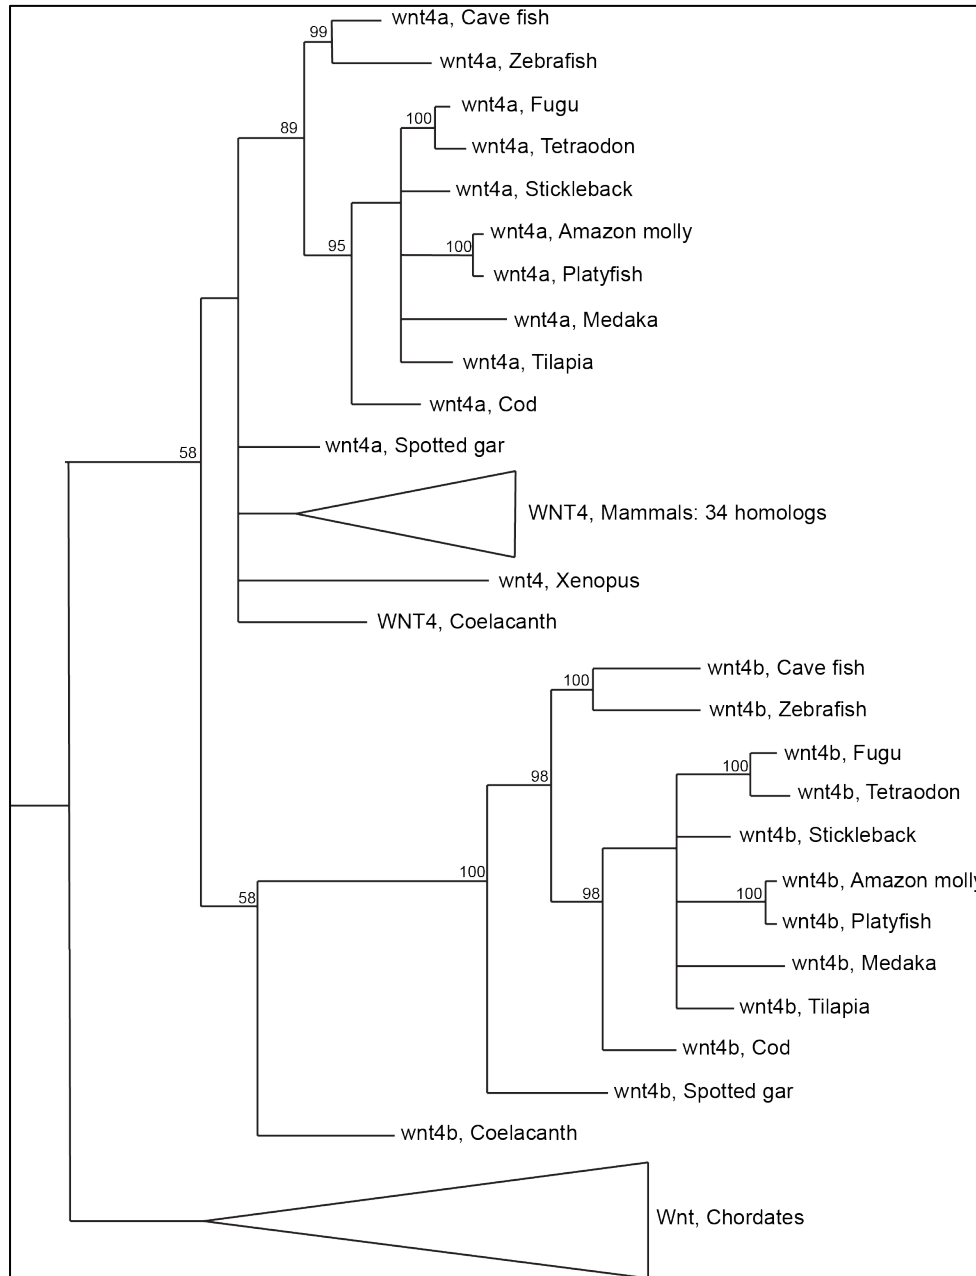 wnt4a, Cave fish
99
wnt4a, Zebrafish
wnt4a, Fugu
100
wnt4a, Tetraodon
89
wnt4a, Stickleback
wnt4a, Amazon molly
95
100
wnt4a, Platyfish
wnt4a, Medaka
wnt4a, Tilapia
wnt4a, Cod
wnt4a, Spotted gar
58
WNT4, Mammals: 34 homologs
wnt4, Xenopus
WNT4, Coelacanth
wnt4b, Cave fish
100
wnt4b, Zebrafish
wnt4b, Fugu
100
98
wnt4b, Tetraodon
wnt4b, Stickleback
100
wnt4b, Amazon molly
58
98
100
wnt4b, Platyfish
wnt4b, Medaka
wnt4b, Tilapia
wnt4b, Cod
wnt4b, Spotted gar
wnt4b, Coelacanth
Wnt, Chordates